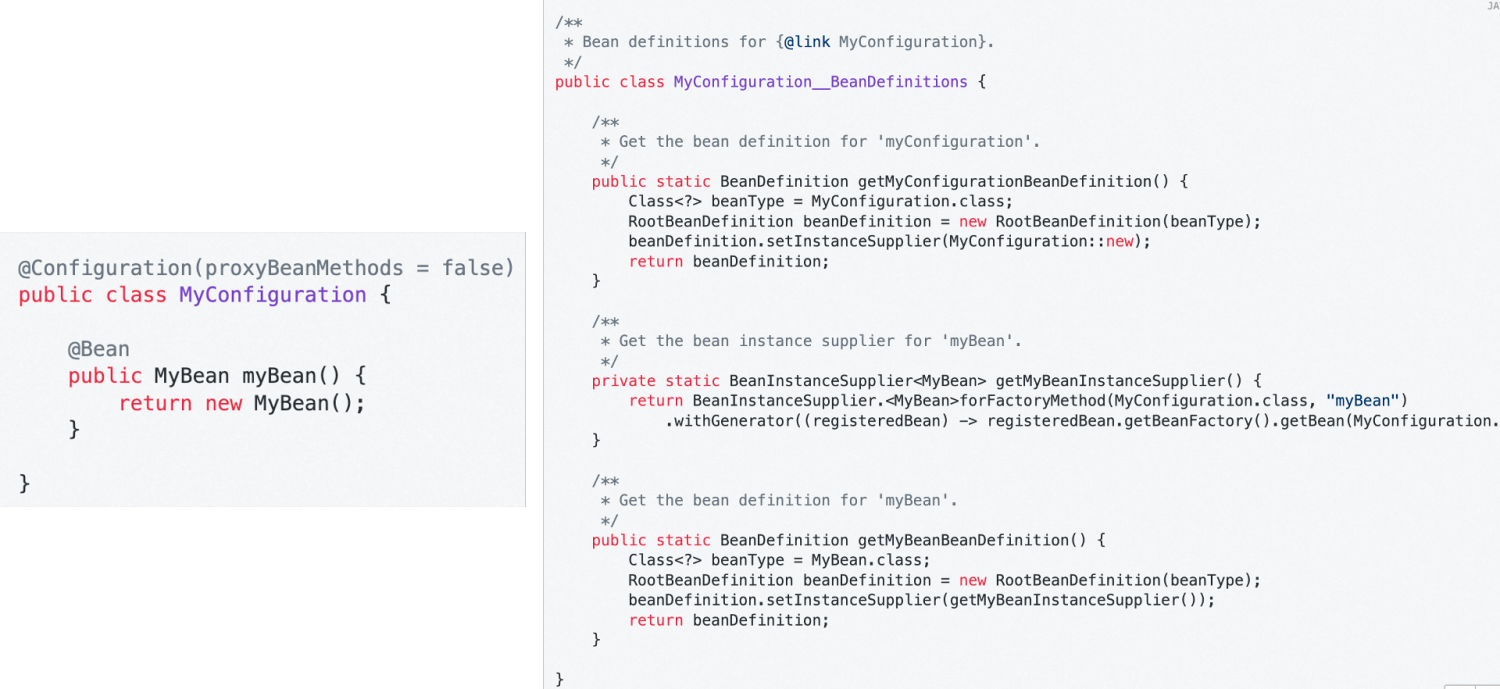 @Configuration(proxyBeanMethods = false)
public class MyConfiguration {
@Bean
public MyBean myBean() {
return new MyBean();
}
}
/**
* Bean definitions for {@link MyConfiguration}.
*/
public class MyConfiguration__BeanDefinitions {
/**
* Get the bean definition for 'myConfiguration'.
*/
public static BeanDefinition getMyConfigurationBeanDefinition() {
Class<?> beanType = MyConfiguration.class;
RootBeanDefinition beanDefinition = new RootBeanDefinition(beanType);
beanDefinition.setInstanceSupplier(MyConfiguration::new);
return beanDefinition;
}
/**
* Get the bean instance supplier for 'myBean'.
*/
private static BeanInstanceSupplier<MyBean> getMyBeanInstanceSupplier() {
return BeanInstanceSupplier.<MyBean>forFactoryMethod(MyConfiguration.class, "myBean")
.withGenerator((registeredBean) -> registeredBean.getBeanFactory().getBean(MyConfiguration.
}
/**
* Get the bean definition for 'myBean'.
*/
public static BeanDefinition getMyBeanBeanDefinition() {
Class<?> beanType = MyBean.class;
RootBeanDefinition beanDefinition = new RootBeanDefinition(beanType);
beanDefinition.setInstanceSupplier(getMyBeanInstanceSupplier());
return beanDefinition;
}
}